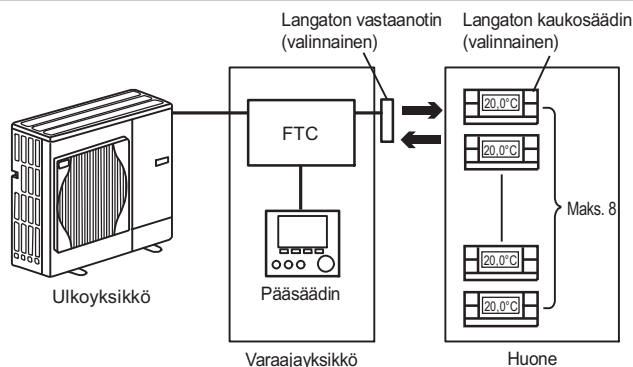 Langaton vastaanotin
(valinnainen)
Langaton kaukosäädin
(valinnainen)
FTC
20,0°C
20,0°C
Maks. 8
20,0°C
20,0°C
Pääsäädin
Ulkoyksikkö
Varaajayksikkö
Huone